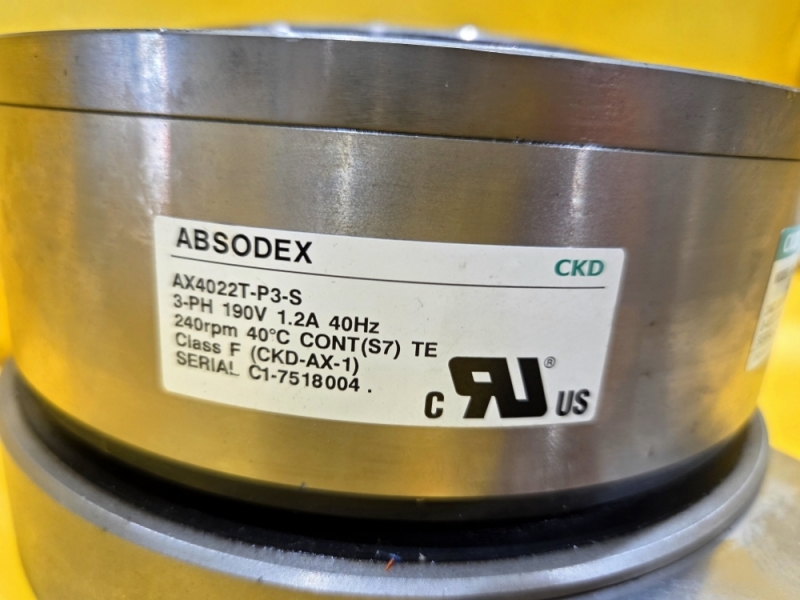 ABSODEX
CKD
AX4022T-P3-S
3-PH 190V 1.2A 40Hz
240rpm 40°C CONT(S7) TE
Class F (CKD-AX-1)
SERIAL C1-7518004 .
C RU® US